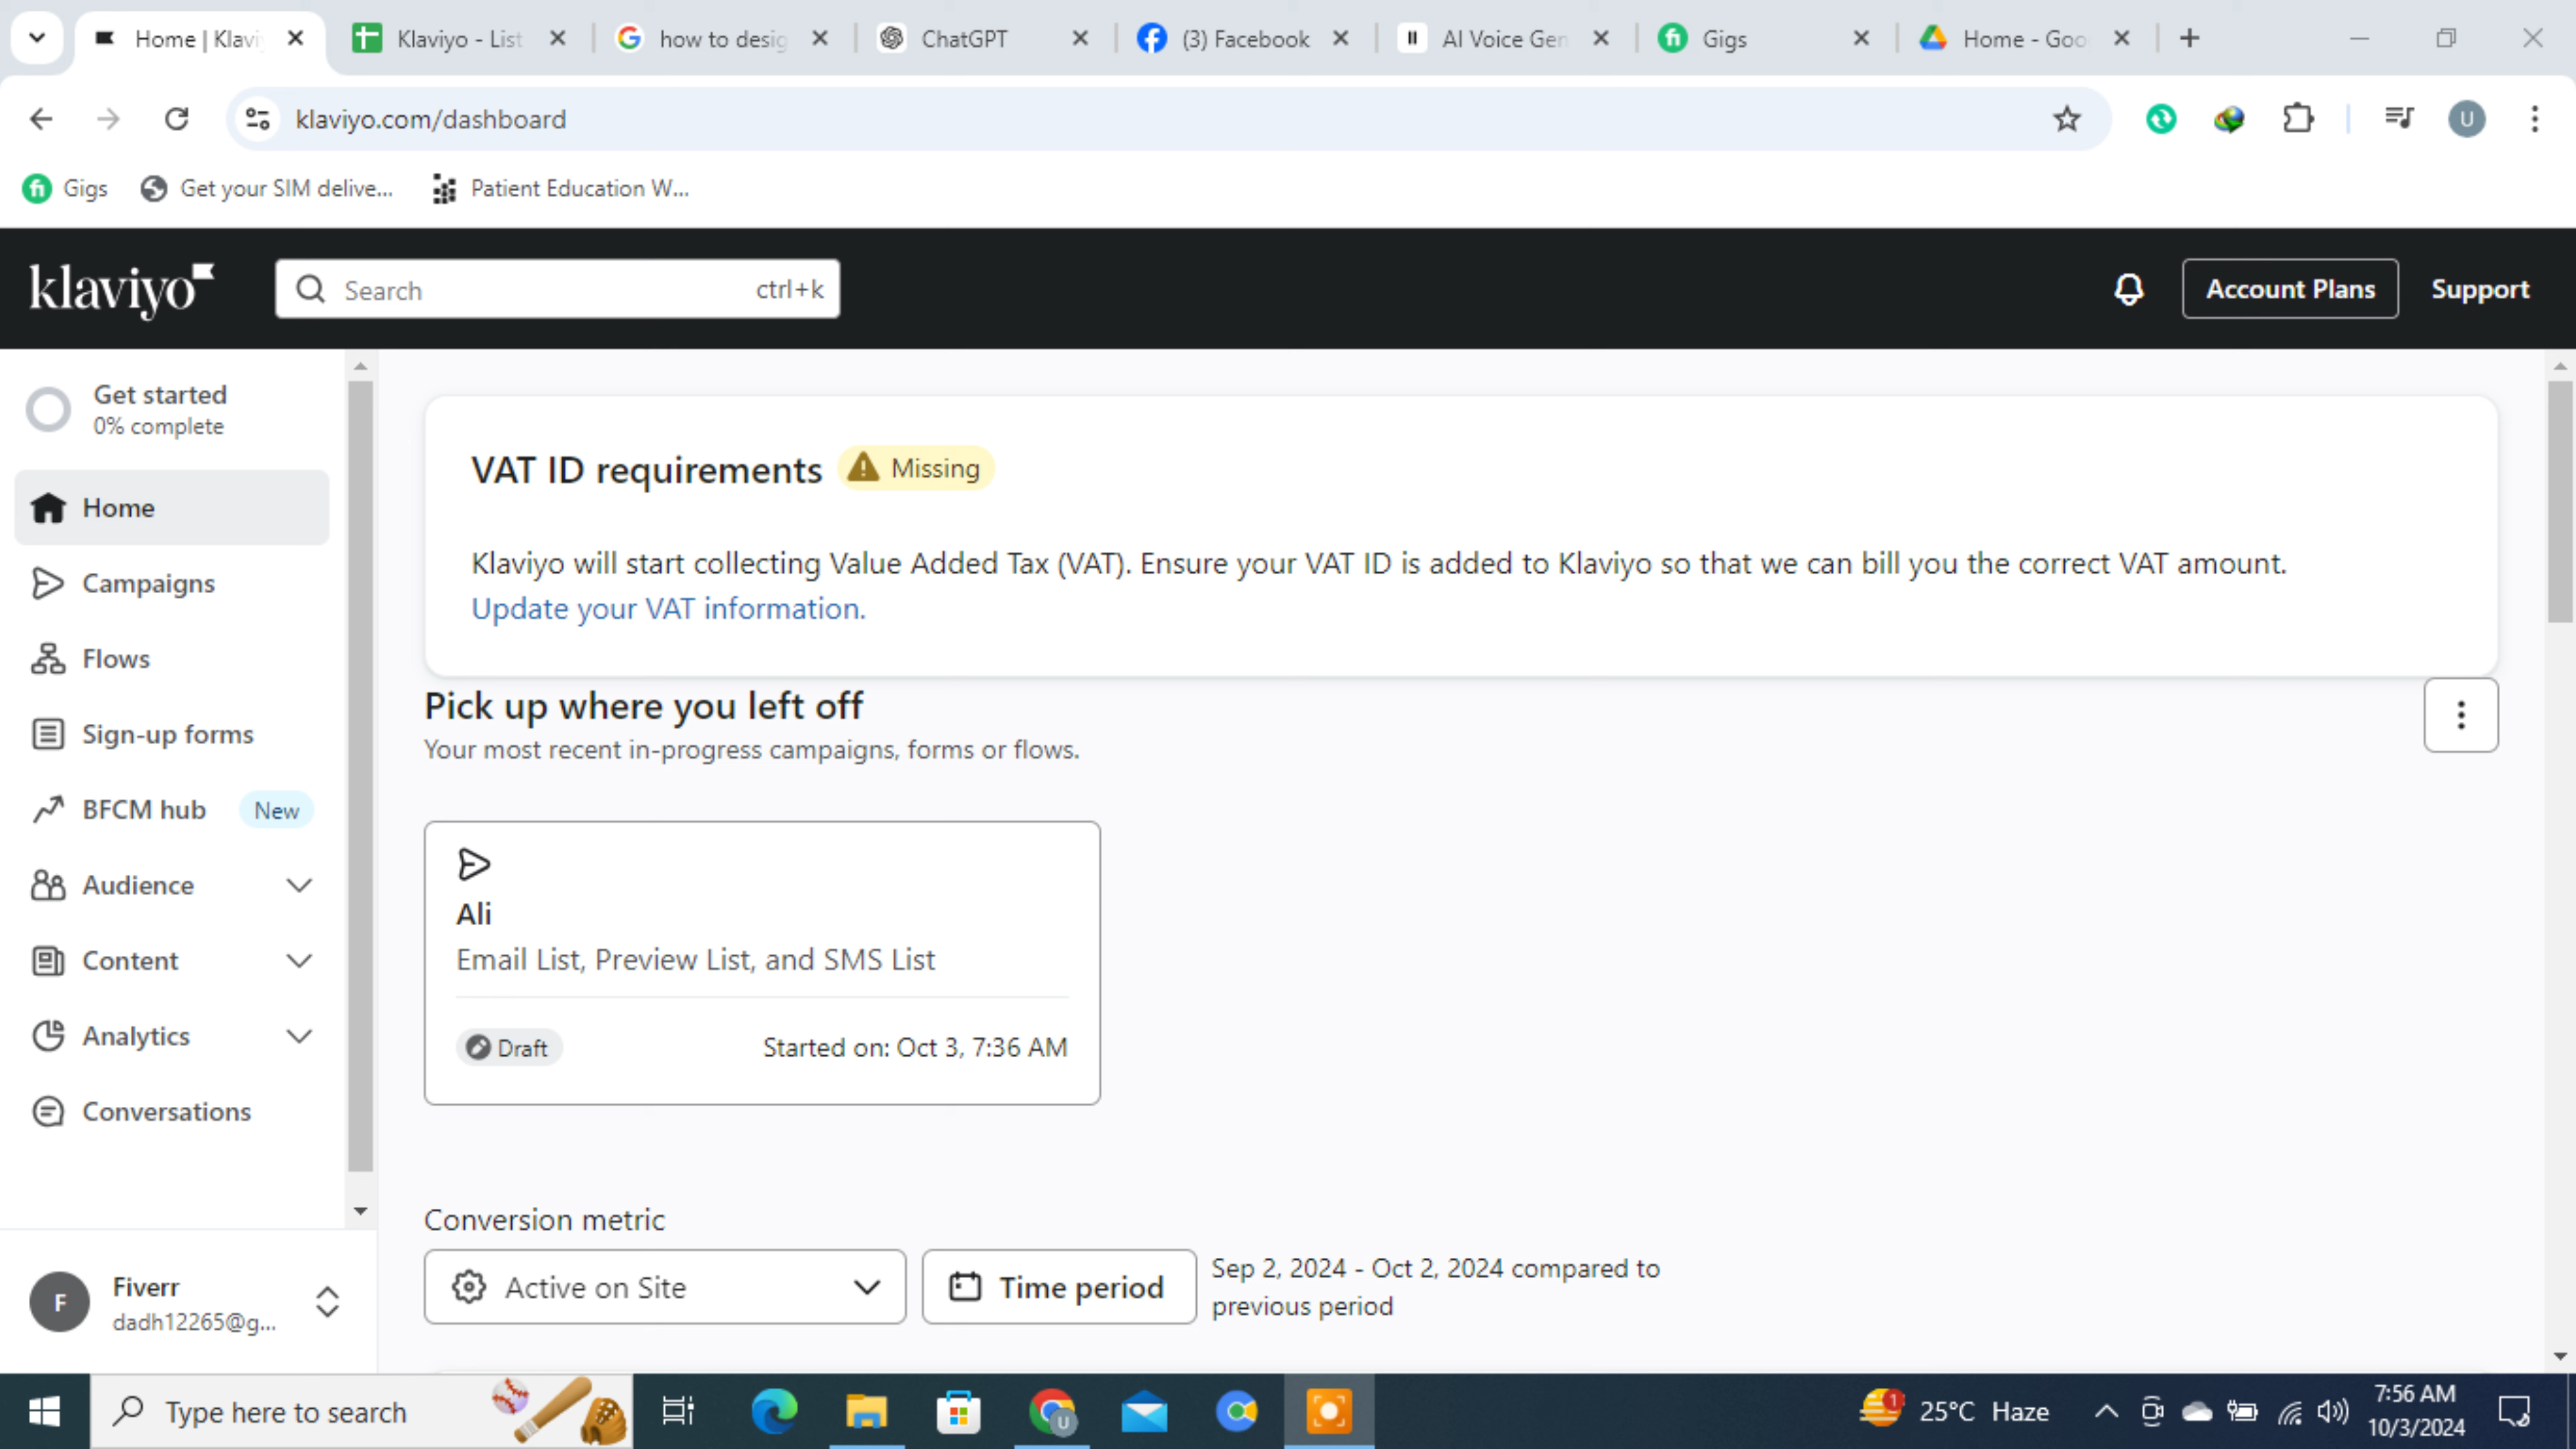 Home | Klavi
Klaviyo - List
how to desig
ChatGPT
(3) Facebook
AI Voice Gen
Gigs
Home - Goo
klaviyo.com/dashboard
U
Gigs
Get your SIM delive...
Patient Education W...
klaviyo
Search
ctrl+k
Account Plans
Support
Get started
0% complete
Home
Campaigns
Flows
Sign-up forms
BFCM hub
New
Audience
Content
Analytics
Conversations
F
Fiverr
dadh12265@g...
VAT ID requirements
Missing
Klaviyo will start collecting Value Added Tax (VAT). Ensure your VAT ID is added to Klaviyo so that we can bill you the correct VAT amount.
Update your VAT information.
Pick up where you left off
Your most recent in-progress campaigns, forms or flows.
Ali
Email List, Preview List, and SMS List
Draft
Started on: Oct 3, 7:36 AM
Conversion metric
Active on Site
Time period
Sep 2, 2024 - Oct 2, 2024 compared to
previous period
Type here to search
U
1
25°C Haze
7:56 AM
10/3/2024